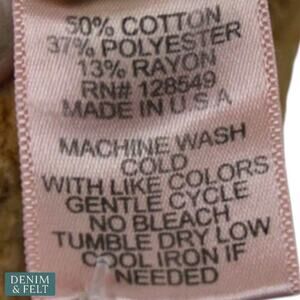 50% COTTON
37% POLYESTER
13% RAYON
RN# 128549
MADE IN U S A
MACHINE WASH
COLD
WITH LIKE COLORS
GENTLE CYCLE
NO BLEACH
TUMBLE DRY LOW
COOL IRON IF
NEEDED
DENIM
& FELT